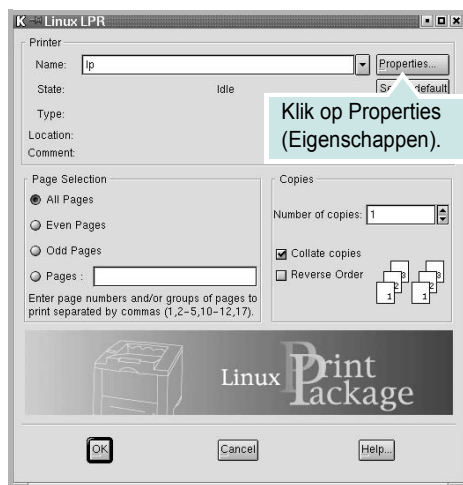 Linux LPR
Printer
Name: lp Properties...
State: Idle
Klik op Properties
(Eigenschappen).
Type:
Location:
Comment:
Page Selection
All Pages
Even Pages
Odd Pages
Pages :
Enter page numbers and/or groups of pages to
print separated by commas (1,2-5,10-12,17).
Copies
Number of copies: 1
Collate copies
Reverse Order
Linux Print
Package
OK Cancel Help...